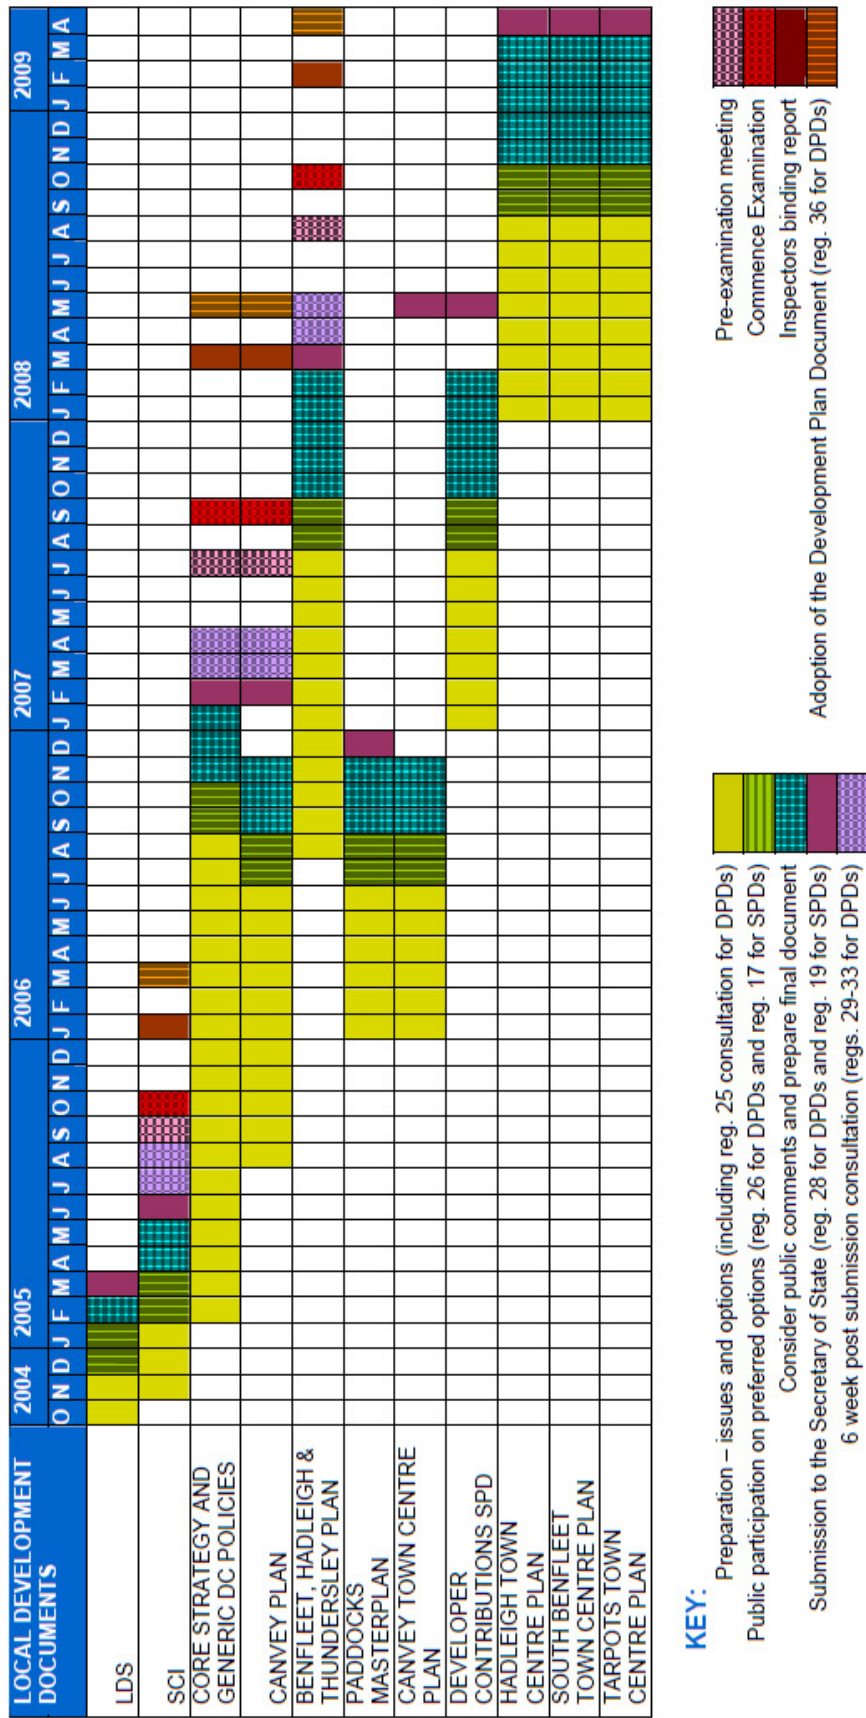 LOCAL DEVELOPMENT
DOCUMENTS
2004 2005 2006 2007 2008 2009
O N D J F M A M J J A S O N D J F M A M J J A S O N D J F M A M J J A S O N D J F M A M J J A S O N D J F M A
LDS
SCI
CORE STRATEGY AND
GENERIC DC POLICIES
CANVEY PLAN
BENFLEET, HADLEIGH &
THUNDERSLEY PLAN
PADDOCKS
MASTERPLAN
CANVEY TOWN CENTRE
PLAN
DEVELOPER
CONTRIBUTIONS SPD
HADLEIGH TOWN
CENTRE PLAN
SOUTH BENFLEET
TOWN CENTRE PLAN
TARPOTS TOWN
CENTRE PLAN
KEY:
Preparation – issues and options (including reg. 25 consultation for DPDs)
Public participation on preferred options (reg. 26 for DPDs and reg. 17 for SPDs)
Consider public comments and prepare final document
Submission to the Secretary of State (reg. 28 for DPDs and reg. 19 for SPDs)
6 week post submission consultation (regs. 29-33 for DPDs)
Pre-examination meeting
Commence Examination
Inspectors binding report
Adoption of the Development Plan Document (reg. 36 for DPDs)